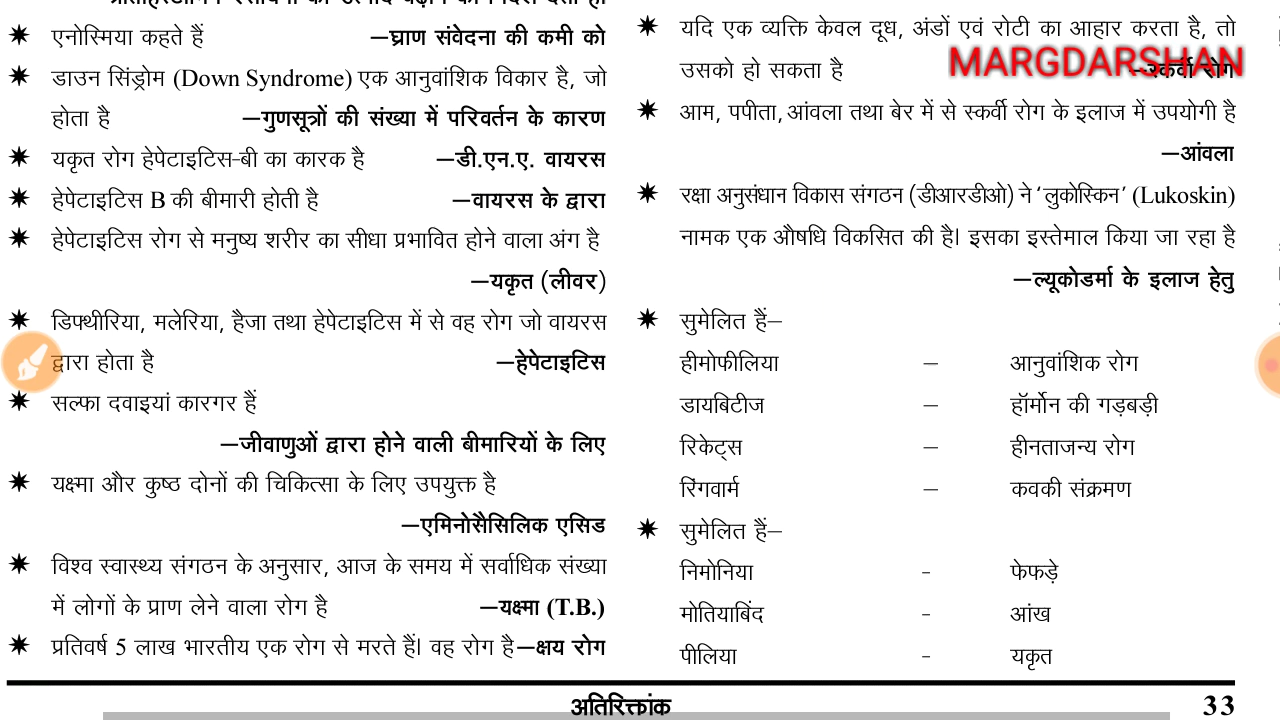 एनोस्मिया कहते हैं —घ्राण संवेदना की कमी को
डाउन सिंड्रोम (Down Syndrome) एक आनुवांशिक विकार है, जो
होता है —गुणसूत्रों की संख्या में परिवर्तन के कारण
यकृत रोग हेपेटाइटिस-बी का कारक है —डी.एन.ए. वायरस
हेपेटाइटिस B की बीमारी होती है —वायरस के द्वारा
हेपेटाइटिस रोग से मनुष्य शरीर का सीधा प्रभावित होने वाला अंग है
—यकृत (लीवर)
डिफ्थीरिया, मलेरिया, हैजा तथा हेपेटाइटिस में से वह रोग जो वायरस
द्वारा होता है —हेपेटाइटिस
सल्फा दवाइयां कारगर हैं
—जीवाणुओं द्वारा होने वाली बीमारियों के लिए
यक्ष्मा और कुष्ठ दोनों की चिकित्सा के लिए उपयुक्त है
—एमिनोसैसिलिक एसिड
विश्व स्वास्थ्य संगठन के अनुसार, आज के समय में सर्वाधिक संख्या
में लोगों के प्राण लेने वाला रोग है —यक्ष्मा (T.B.)
प्रतिवर्ष 5 लाख भारतीय एक रोग से मरते हैं। वह रोग है—क्षय रोग
यदि एक व्यक्ति केवल दूध, अंडों एवं रोटी का आहार करता है, तो
उसको हो सकता है —स्कर्वी रोग
MARGDARSHAN
आम, पपीता, आंवला तथा बेर में से स्कर्वी रोग के इलाज में उपयोगी है
—आंवला
रक्षा अनुसंधान विकास संगठन (डीआरडीओ) ने ‘लुकोस्किन’ (Lukoskin)
नामक एक औषधि विकसित की है। इसका इस्तेमाल किया जा रहा है
—ल्यूकोडर्मा के इलाज हेतु
सुमेलित हैं–
हीमोफीलिया – आनुवांशिक रोग
डायबिटीज – हॉर्मोन की गड़बड़ी
रिकेट्स – हीनताजन्य रोग
रिंगवार्म – कवकी संक्रमण
सुमेलित हैं–
निमोनिया - फेफड़े
मोतियाबिंद - आंख
पीलिया - यकृत
अतिरिक्तांक 33